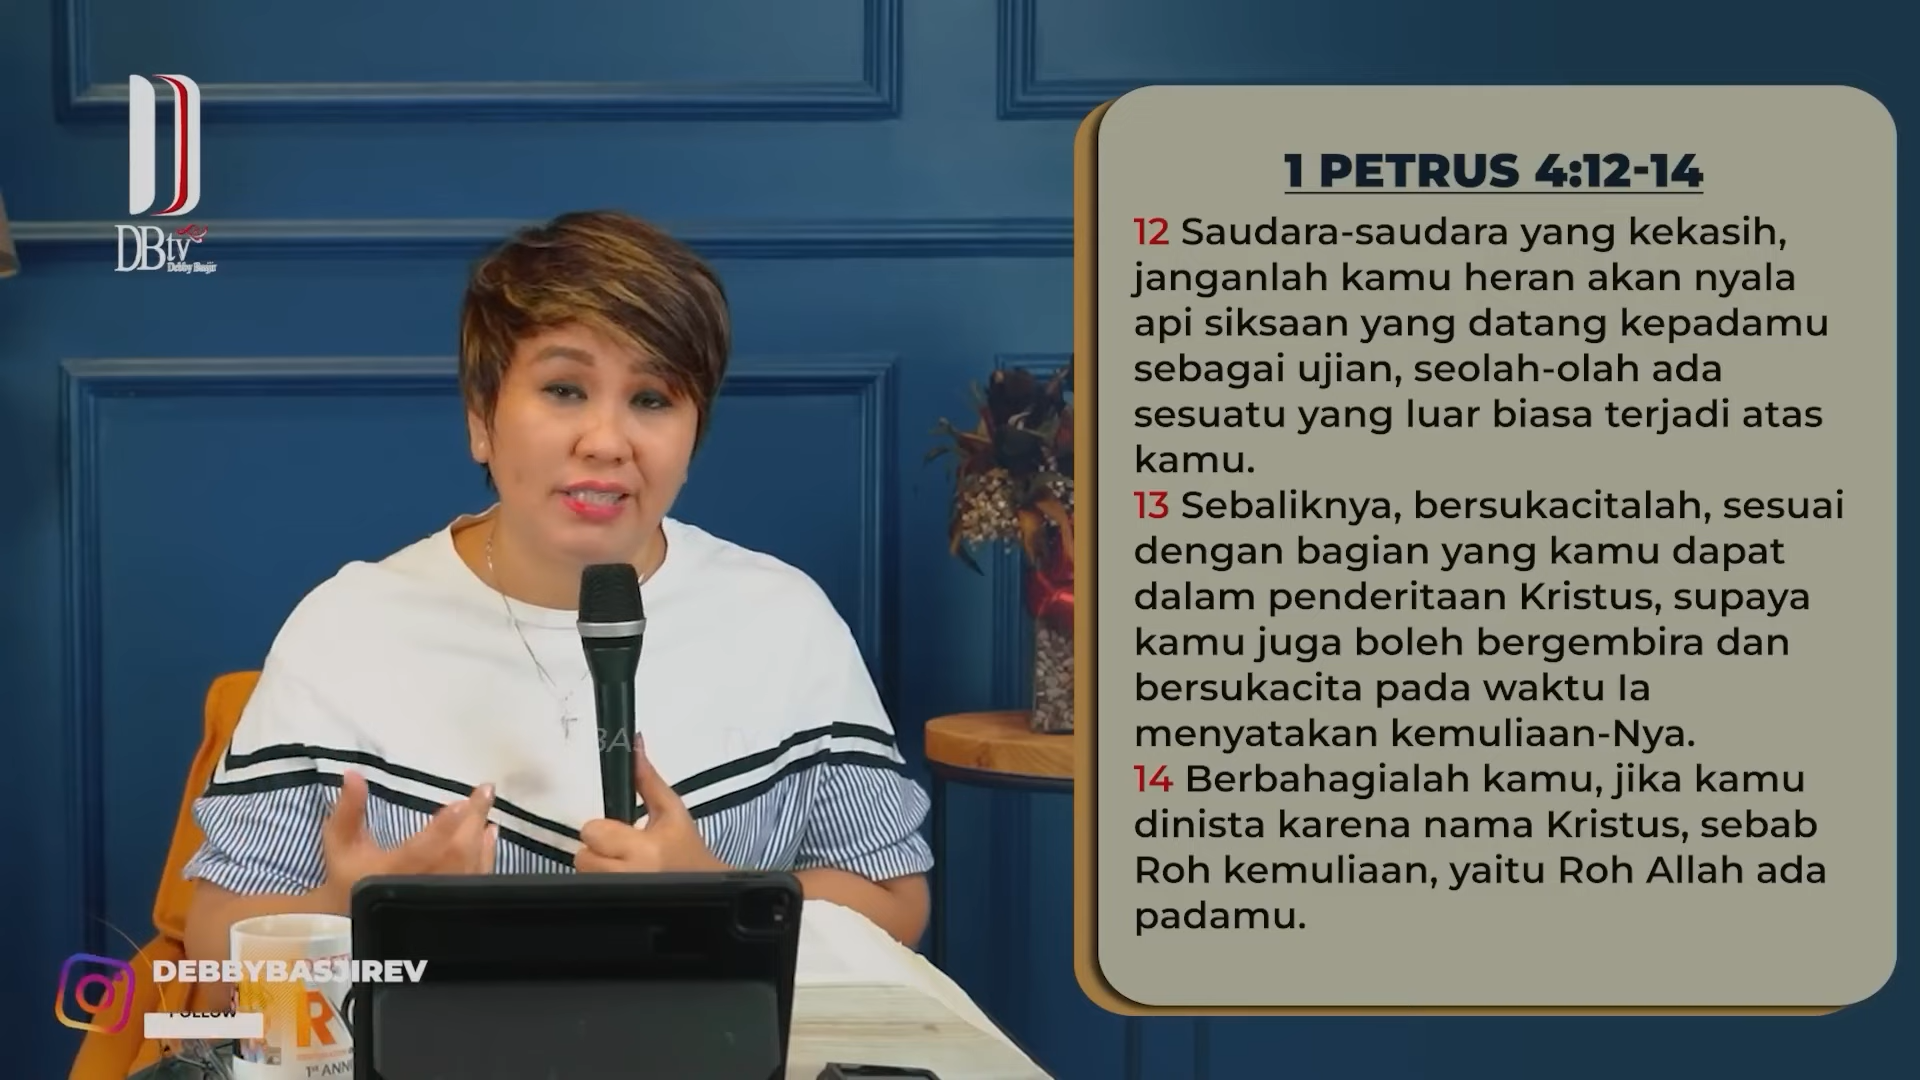 DBtv
Debby Basjir
1 PETRUS 4:12-14
12 Saudara-saudara yang kekasih,
janganlah kamu heran akan nyala
api siksaan yang datang kepadamu
sebagai ujian, seolah-olah ada
sesuatu yang luar biasa terjadi atas
kamu.
13 Sebaliknya, bersukacitalah, sesuai
dengan bagian yang kamu dapat
dalam penderitaan Kristus, supaya
kamu juga boleh bergembira dan
bersukacita pada waktu Ia
menyatakan kemuliaan-Nya.
14 Berbahagialah kamu, jika kamu
dinista karena nama Kristus, sebab
Roh kemuliaan, yaitu Roh Allah ada
padamu.
DEBBYBASJIREV
FOLLOW
R
1st ANN